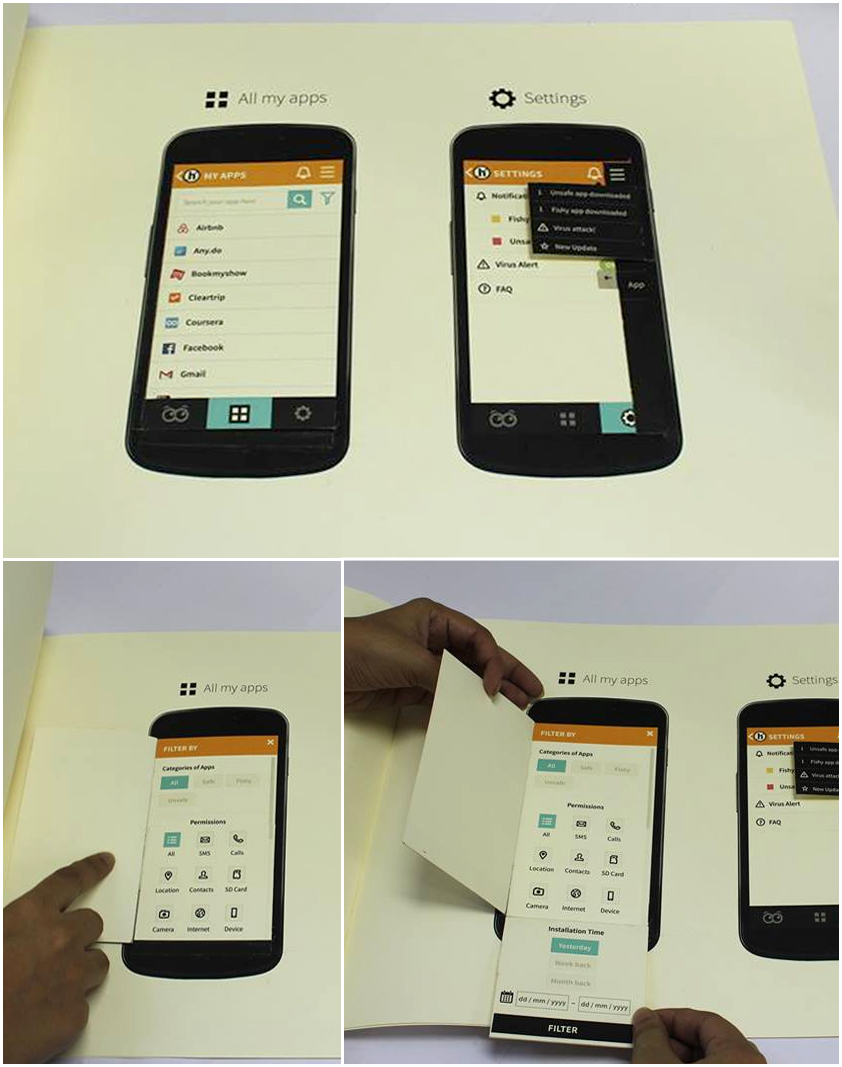 All my apps
Settings
h MY APPS
Search your app here
Airbnb
Any.do
Bookmyshow
Cleartrip
Coursera
Facebook
Gmail
h SETTINGS
Notificati
Fishy
Unsa
Virus Alert
FAQ
Unsafe app downloaded
Fishy app downloaded
Virus attack!
New Update
App
All my apps
FILTER BY
Categories of Apps
All Safe Fishy
Unsafe
Permissions
All SMS Calls
Location Contacts SD Card
Camera Internet Device
All my apps
Settings
FILTER BY
Categories of Apps
All Safe Fishy
Unsafe
Permissions
All SMS Calls
Location Contacts SD Card
Camera Internet Device
Installation Time
Yesterday
Week back
Month back
dd / mm / yyyy – dd / mm / yyyy
FILTER
h SETTINGS
Notificati
Fishy
Unsa
Virus Alert
FAQ
Unsafe app
Fishy app d
Virus attac
New Upda